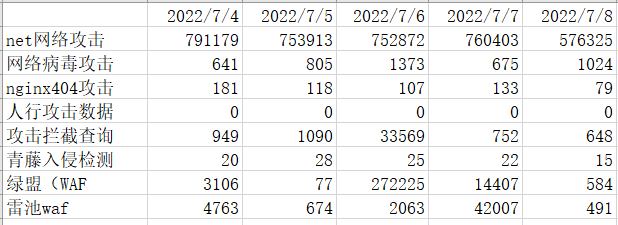 2022/7/4 2022/7/5 2022/7/6 2022/7/7 2022/7/8
net网络攻击 791179 753913 752872 760403 576325
网络病毒攻击 641 805 1373 675 1024
nginx404攻击 181 118 107 133 79
人行攻击数据 0 0 0 0 0
攻击拦截查询 949 1090 33569 752 648
青藤入侵检测 20 28 25 22 15
绿盟（WAF 3106 77 272225 14407 584
雷池waf 4763 674 2063 42007 491